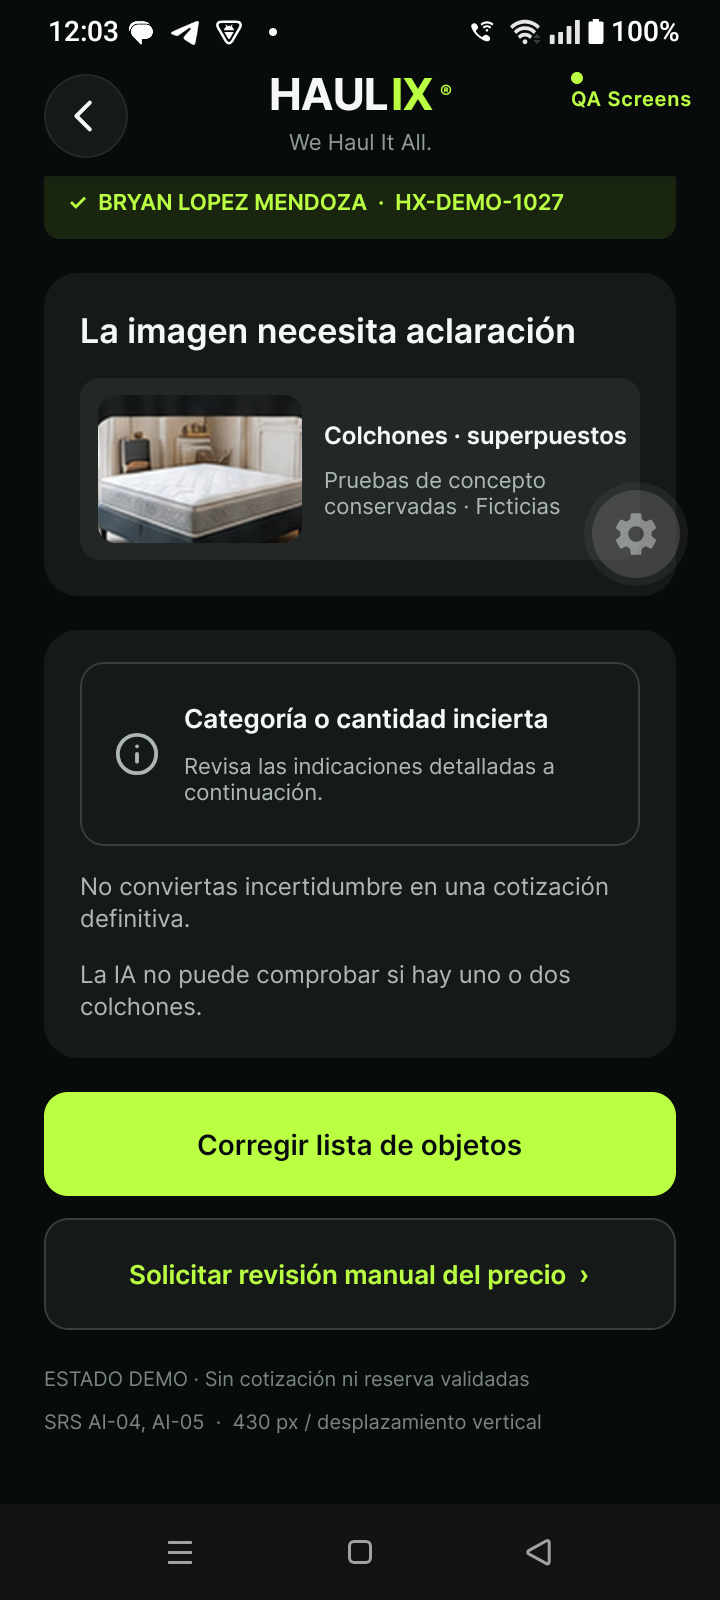 12:03
100%
HAULIX ®
QA Screens
We Haul It All.
✓ BRYAN LOPEZ MENDOZA · HX-DEMO-1027
La imagen necesita aclaración
Colchones · superpuestos
Pruebas de concepto
conservadas · Ficticias
Categoría o cantidad incierta
Revisa las indicaciones detalladas a
continuación.
No conviertas incertidumbre en una cotización
definitiva.
La IA no puede comprobar si hay uno o dos
colchones.
Corregir lista de objetos
Solicitar revisión manual del precio ›
ESTADO DEMO · Sin cotización ni reserva validadas
SRS AI-04, AI-05 · 430 px / desplazamiento vertical